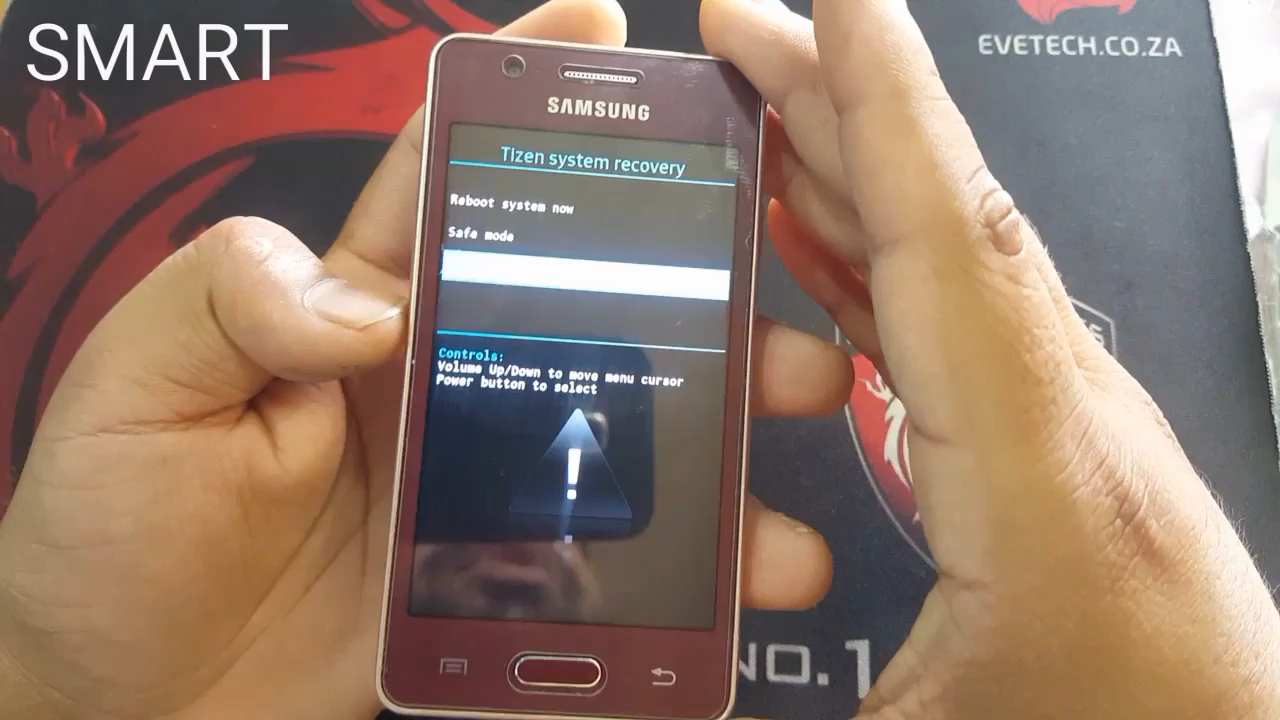 SMART
EVETECH.CO.ZA
SAMSUNG
Tizen system recovery
Reboot system now
Safe mode
Controls:
Volume Up/Down to move menu cursor
Power button to select
!
NO.1